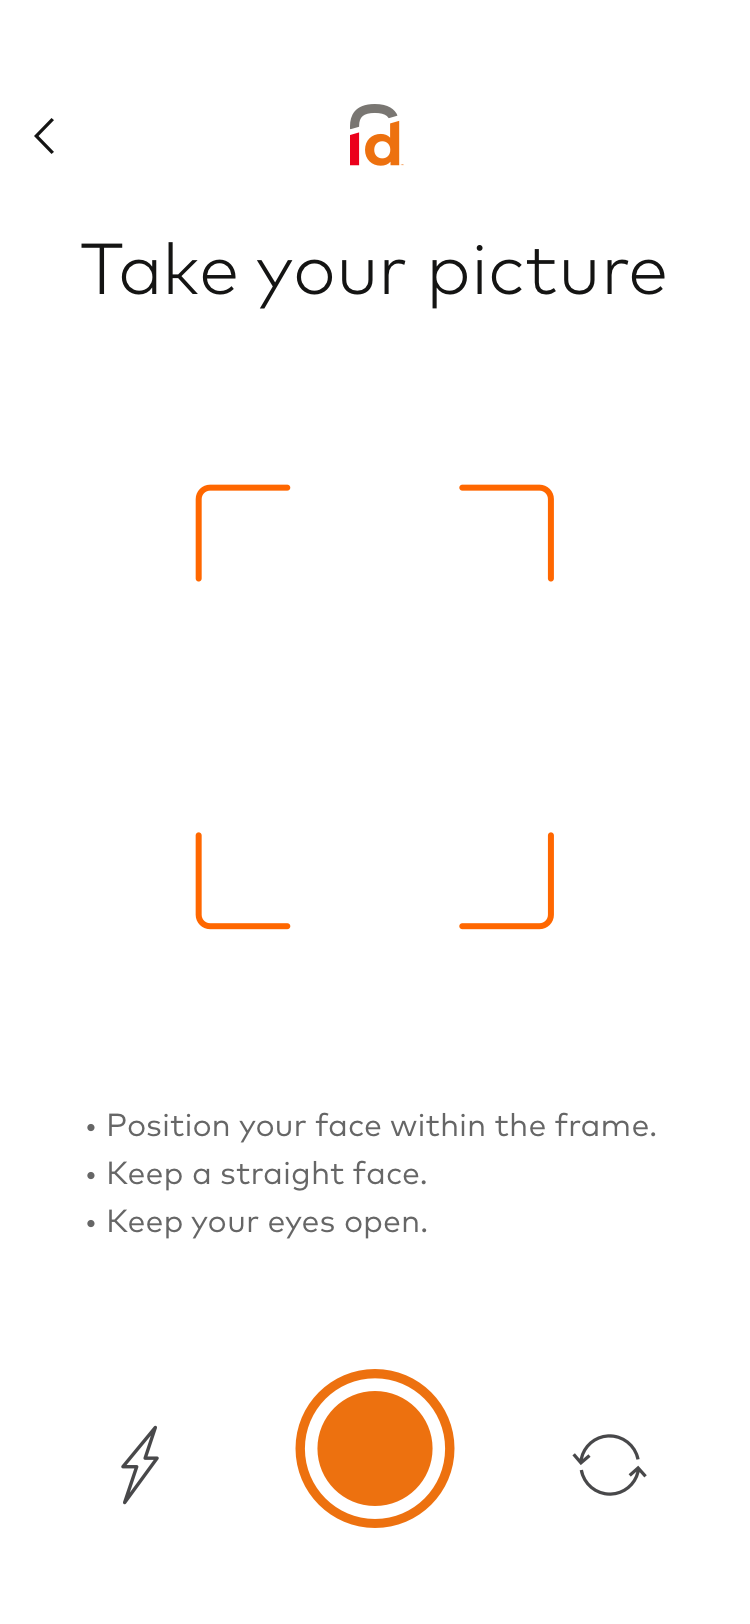 id
Take your picture
• Position your face within the frame.
• Keep a straight face.
• Keep your eyes open.